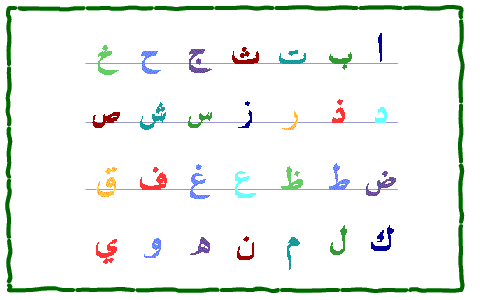 ا ب ت ث ج ح خ
د ذ ر ز س ش ص
ض ط ظ ع غ ف ق
ك ل م ن ه و ي